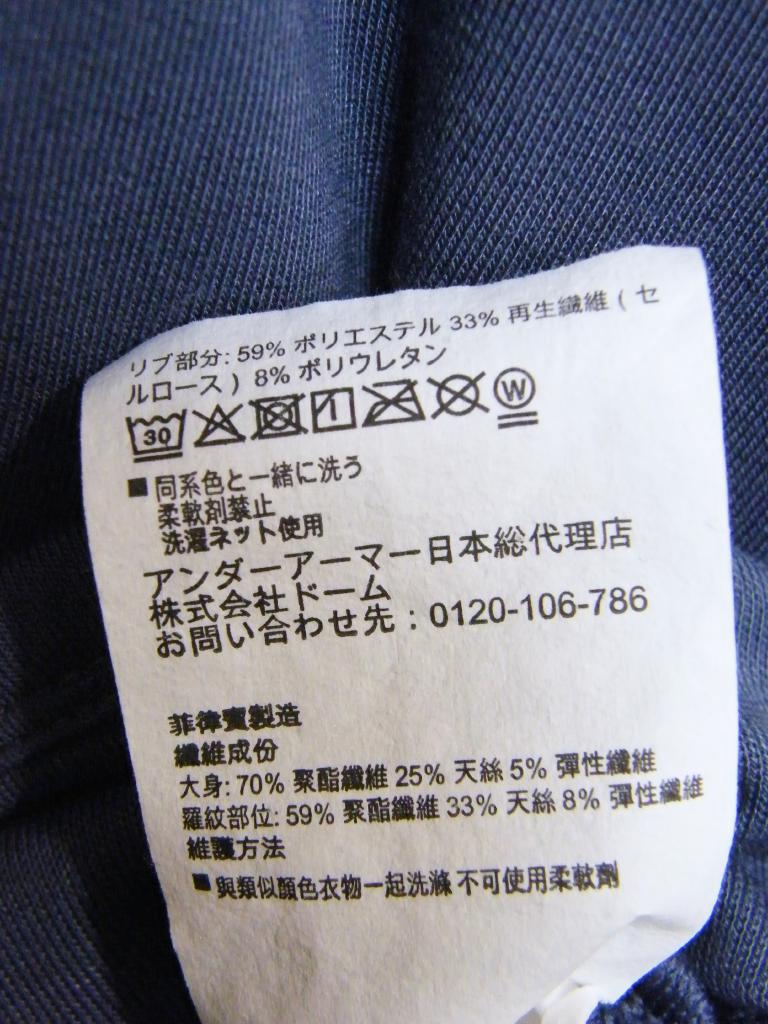 リブ部分: 59% ポリエステル 33% 再生繊維 ( セ
ルロース ) 8% ポリウレタン
30 W
■ 同系色と一緒に洗う
柔軟剤禁止
洗濯ネット使用
アンダーアーマー日本総代理店
株式会社ドーム
お問い合わせ先 : 0120-106-786
菲律賓製造
纖維成份
大身: 70% 聚酯纖維 25% 天絲 5% 彈性纖維
羅紋部位: 59% 聚酯纖維 33% 天絲 8% 彈性纖維
維護方法
■ 與類似顏色衣物一起洗滌 不可使用柔軟劑